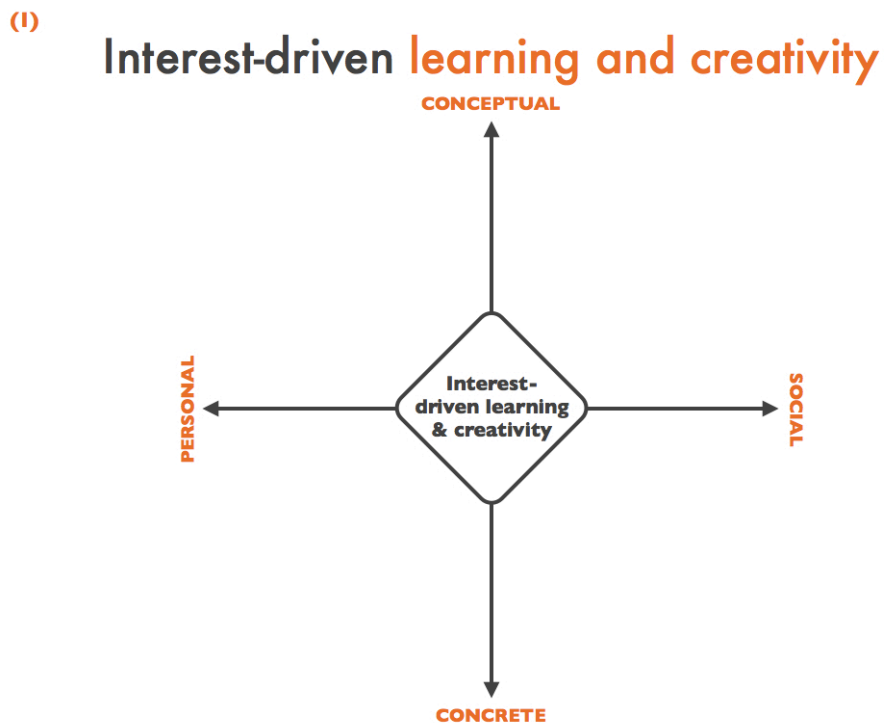 (I)
Interest-driven learning and creativity
CONCEPTUAL
PERSONAL
Interest-
driven learning
& creativity
SOCIAL
CONCRETE